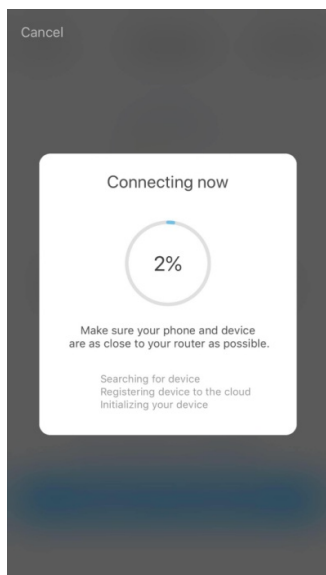 Cancel
Connecting now
2%
Make sure your phone and device
are as close to your router as possible.
Searching for device
Registering device to the cloud
Initializing your device